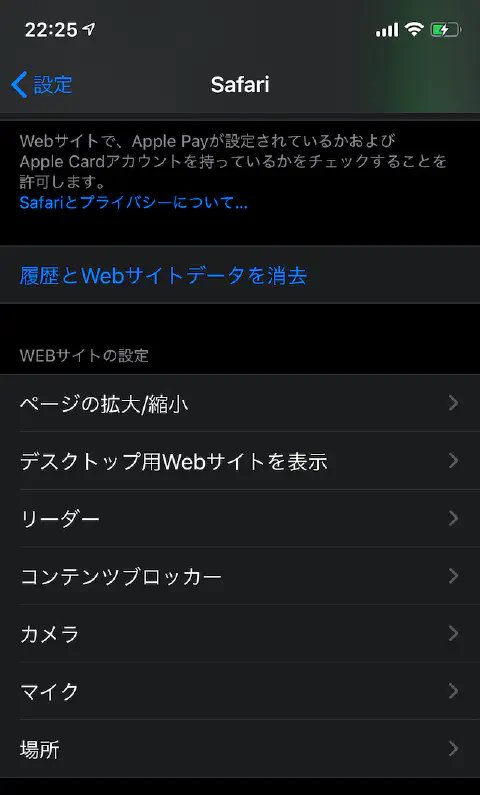 22:25
設定
Safari
Webサイトで、Apple Payが設定されているかおよび
Apple Cardアカウントを持っているかをチェックすることを
許可します。
Safariとプライバシーについて...
履歴とWebサイトデータを消去
WEBサイトの設定
ページの拡大/縮小
デスクトップ用Webサイトを表示
リーダー
コンテンツブロッカー
カメラ
マイク
場所